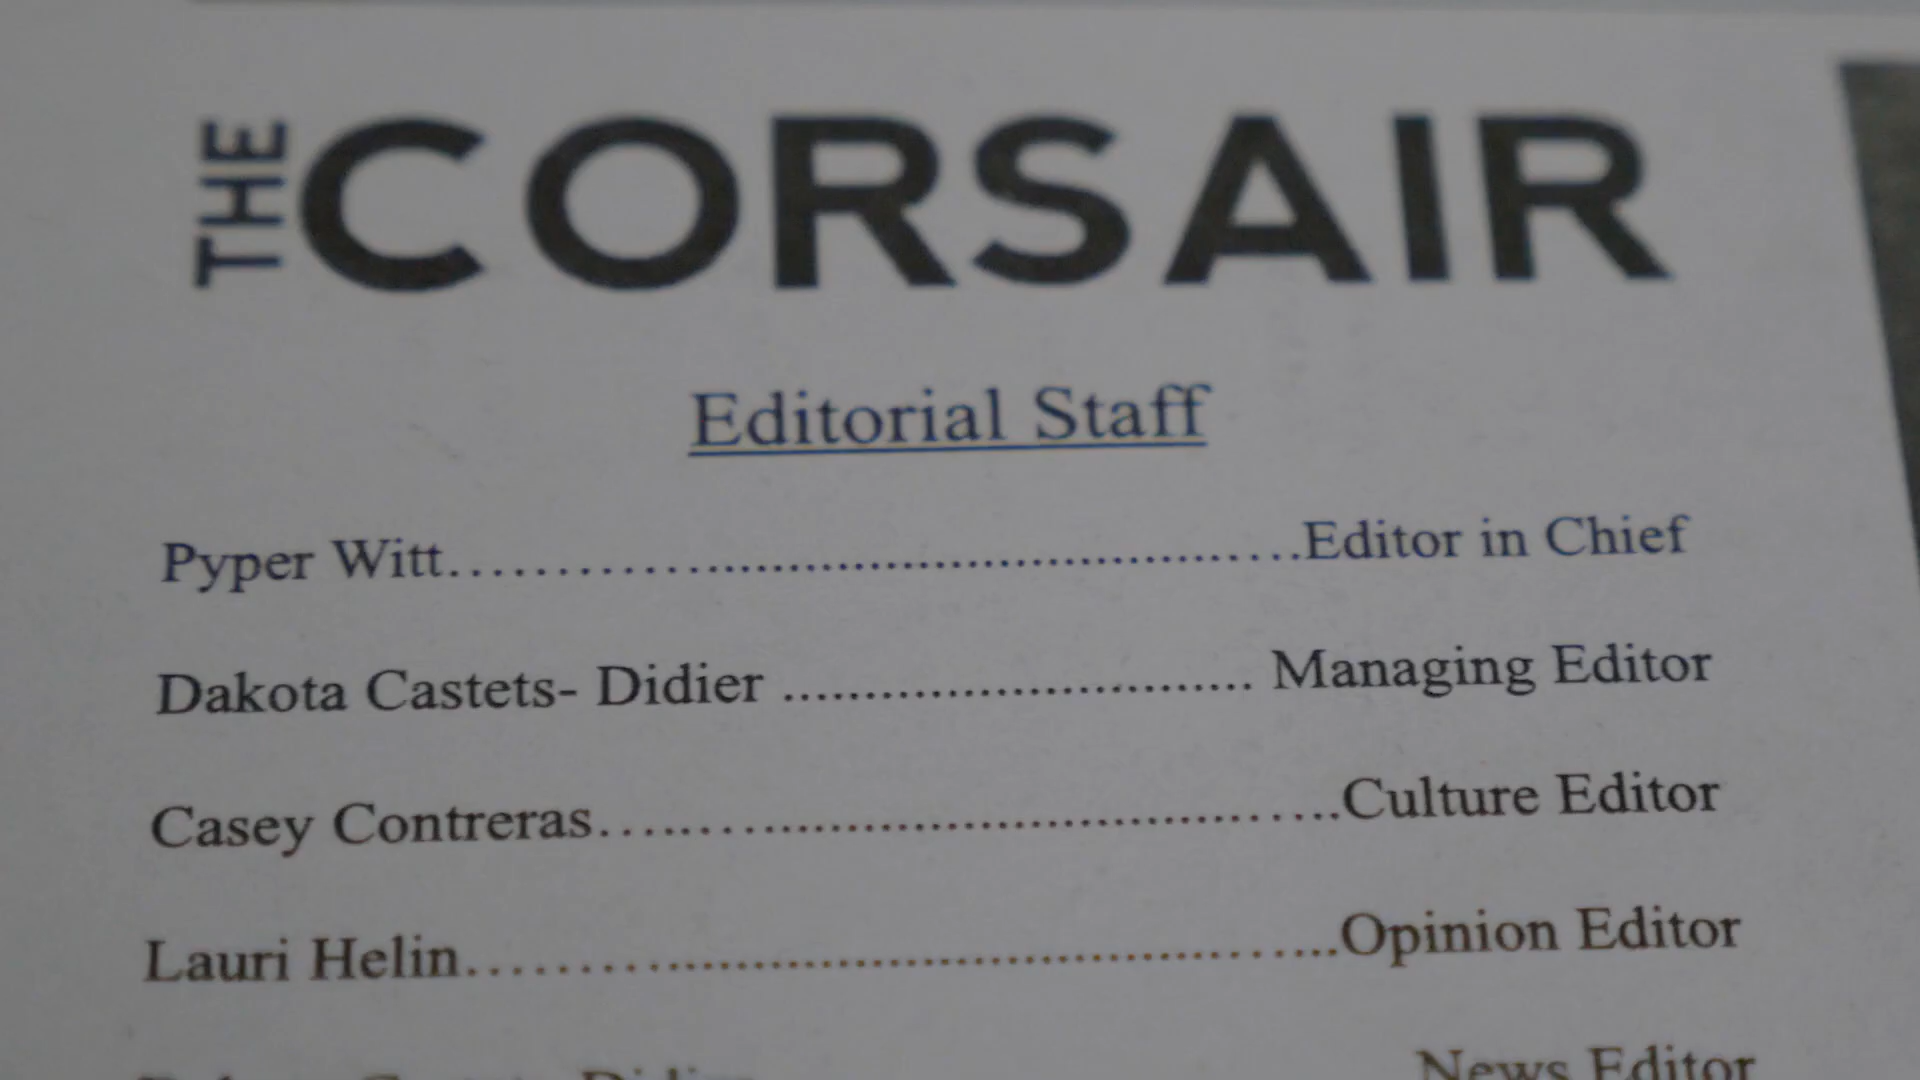 THE CORSAIR
Editorial Staff
Pyper Witt......................................................Editor in Chief
Dakota Castets- Didier .............................. Managing Editor
Casey Contreras...............................................Culture Editor
Lauri Helin.......................................................Opinion Editor
News Editor